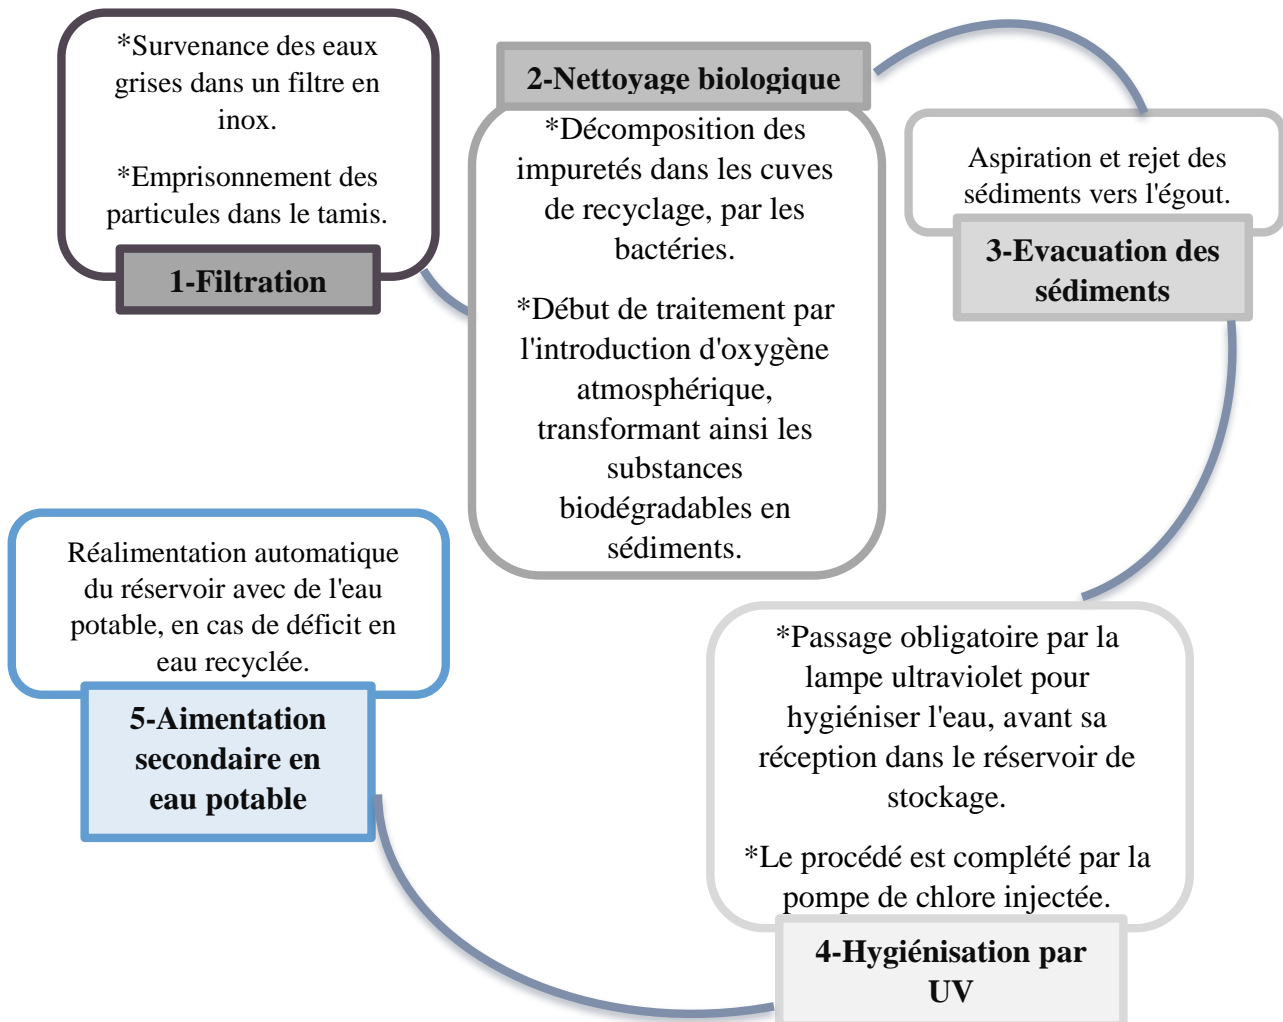 *Survenance des eaux
grises dans un filtre en
inox.
*Emprisonnement des
particules dans le tamis.
1-Filtration
2-Nettoyage biologique
*Décomposition des
impuretés dans les cuves
de recyclage, par les
bactéries.
*Début de traitement par
l'introduction d'oxygène
atmosphérique,
transformant ainsi les
substances
biodégradables en
sédiments.
Aspiration et rejet des
sédiments vers l'égout.
3-Evacuation des
sédiments
*Passage obligatoire par la
lampe ultraviolet pour
hygiéniser l'eau, avant sa
réception dans le réservoir de
stockage.
*Le procédé est complété par la
pompe de chlore injectée.
4-Hygiénisation par
UV
Réalimentation automatique
du réservoir avec de l'eau
potable, en cas de déficit en
eau recyclée.
5-Aimentation
secondaire en
eau potable